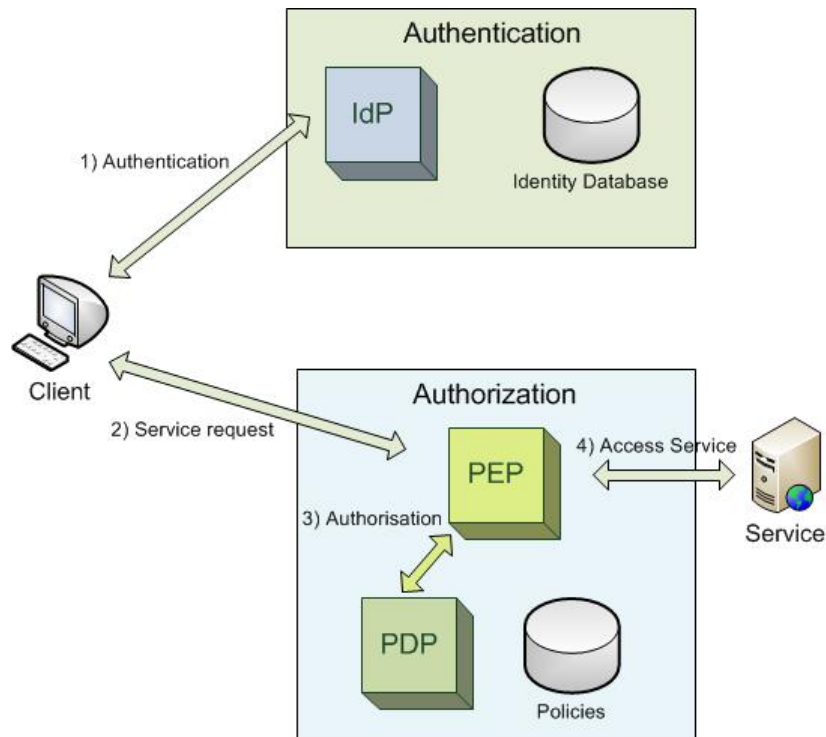 Authentication
IdP
Identity Database
1) Authentication
Client
2) Service request
Authorization
PEP
4) Access Service
Service
3) Authorisation
PDP
Policies